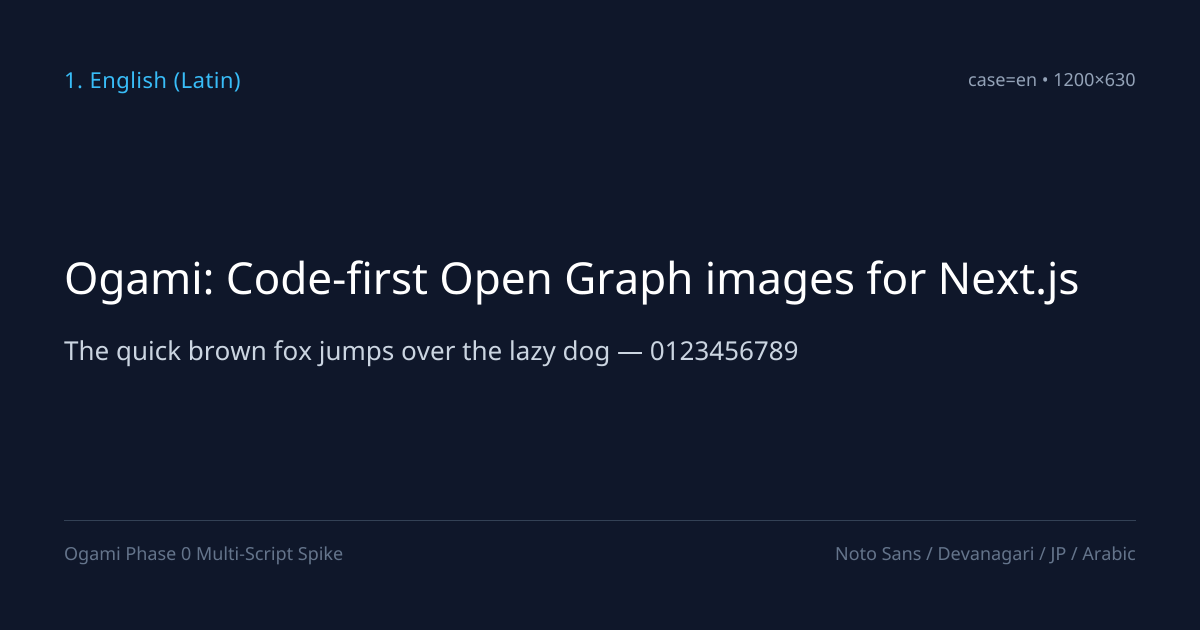 1. English (Latin)
case=en • 1200×630
Ogami: Code-first Open Graph images for Next.js
The quick brown fox jumps over the lazy dog — 0123456789
Ogami Phase 0 Multi-Script Spike
Noto Sans / Devanagari / JP / Arabic